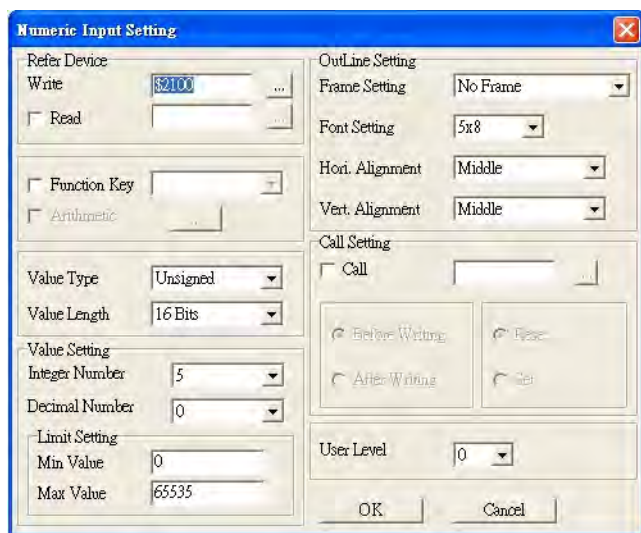 Numeric Input Setting
Refer Device
Write $2100 ...
Read ...
Function Key
Arithmetic ...
Value Type Unsigned
Value Length 16 Bits
Value Setting
Integer Number 5
Decimal Number 0
Limit Setting
Min Value 0
Max Value 65535
OutLine Setting
Frame Setting No Frame
Font Setting 5x8
Hori. Alignment Middle
Vert. Alignment Middle
Call Setting
Call ...
Before Writing Reset
After Writing Set
User Level 0
OK Cancel